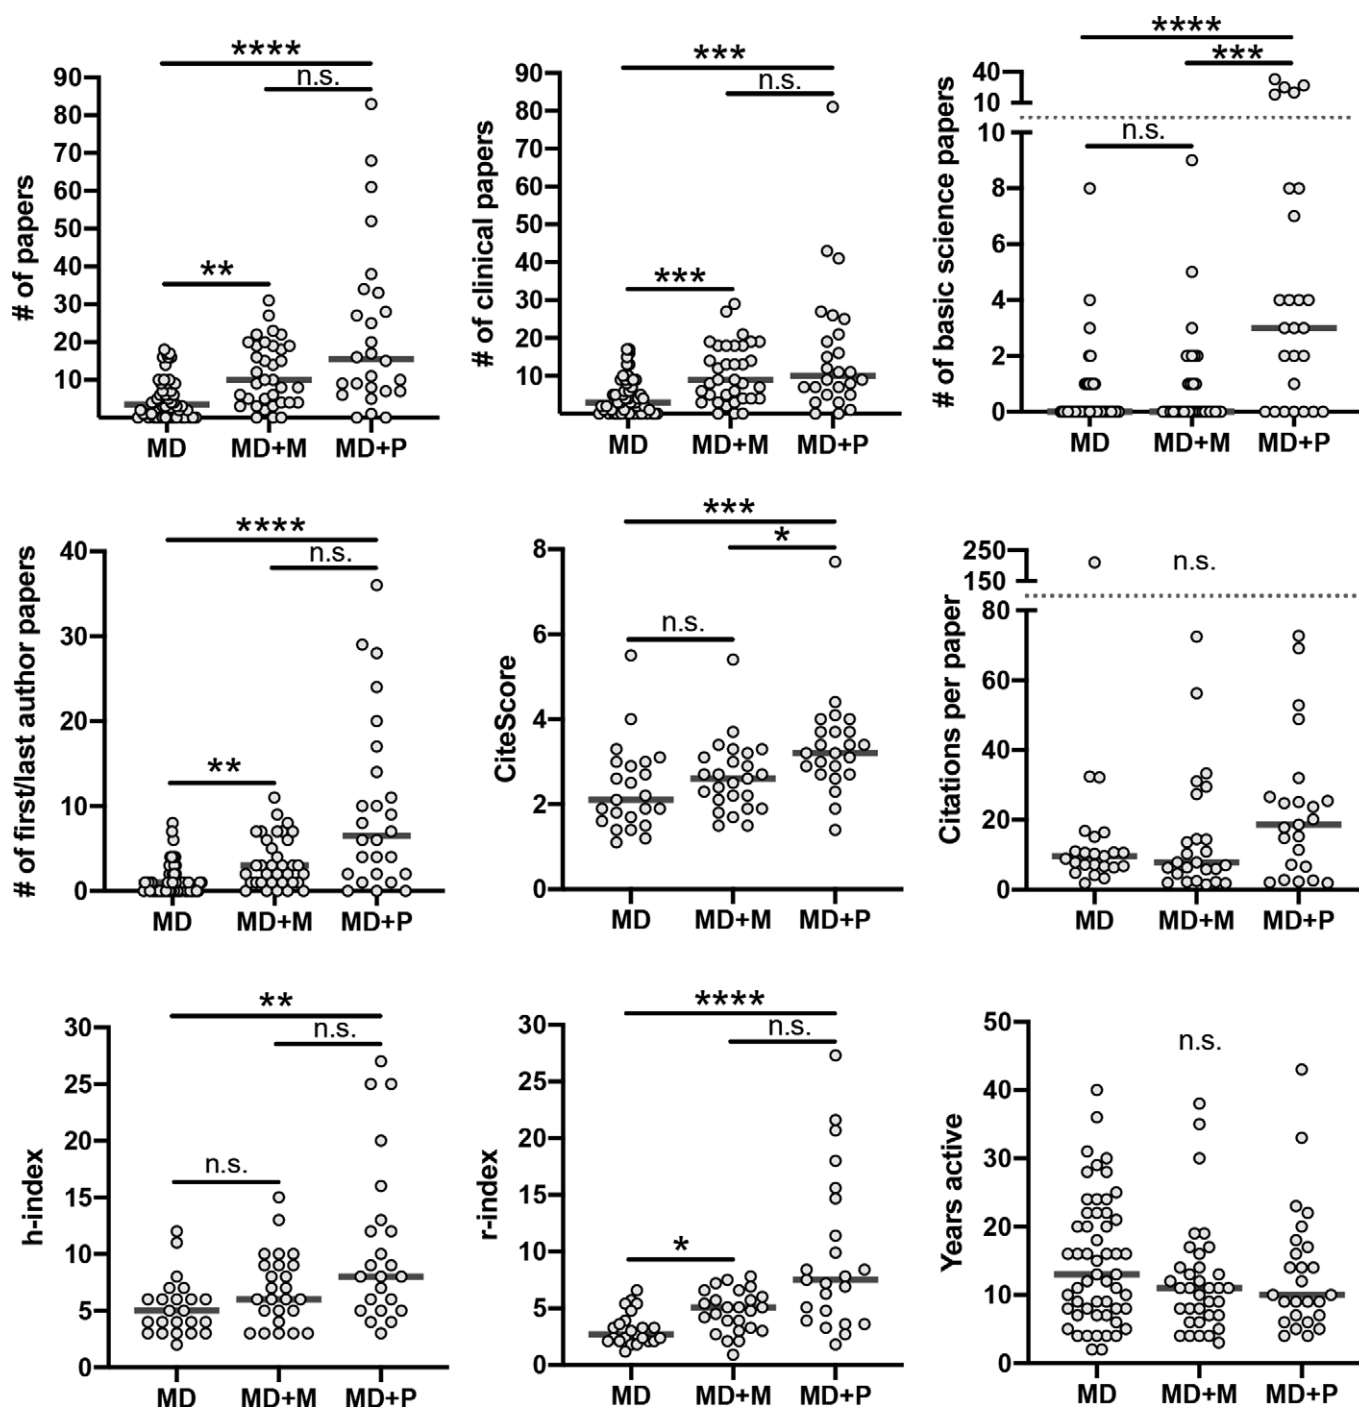 # of papers
****
n.s.
**
90
80
70
60
50
40
30
20
10
MD
MD+M
MD+P
# of clinical papers
***
n.s.
***
90
80
70
60
50
40
30
20
10
MD
MD+M
MD+P
# of basic science papers
****
***
n.s.
40
10
10
8
6
4
2
0
MD
MD+M
MD+P
# of first/last author papers
****
n.s.
**
40
30
20
10
0
MD
MD+M
MD+P
CiteScore
***
*
n.s.
8
6
4
2
0
MD
MD+M
MD+P
Citations per paper
n.s.
250
150
80
60
40
20
0
MD
MD+M
MD+P
h-index
**
n.s.
n.s.
30
25
20
15
10
5
0
MD
MD+M
MD+P
r-index
****
n.s.
*
30
25
20
15
10
5
0
MD
MD+M
MD+P
Years active
n.s.
50
40
30
20
10
0
MD
MD+M
MD+P